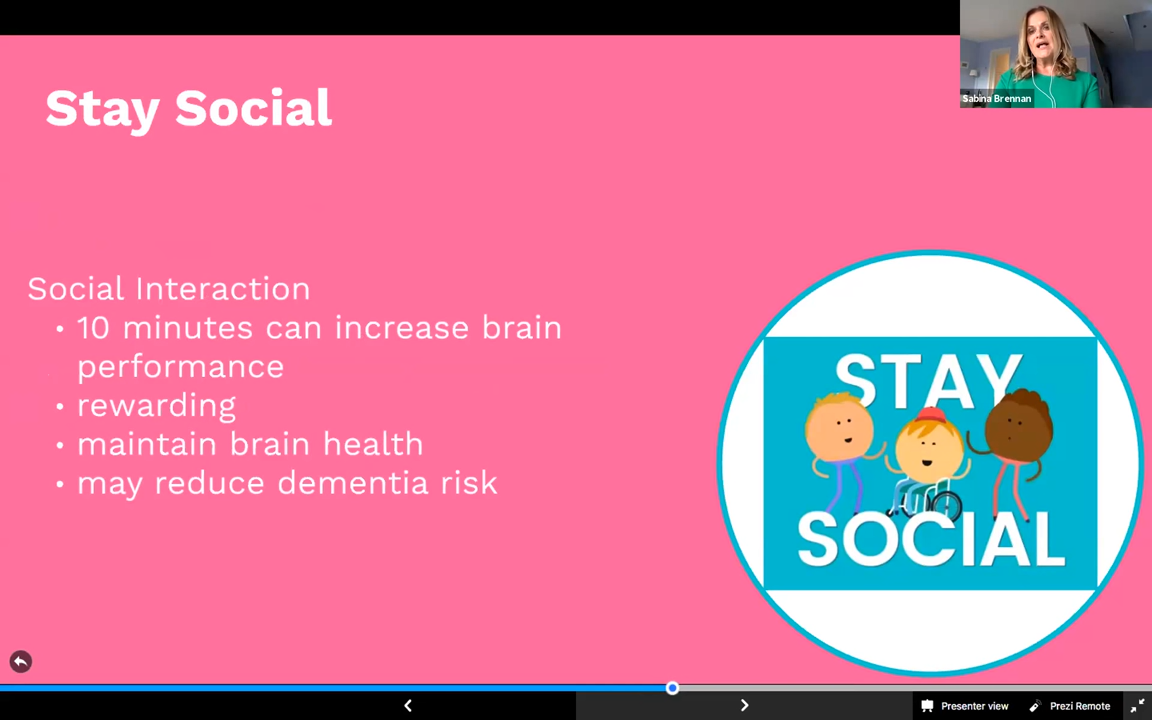 Sabina Brennan
Stay Social
Social Interaction
• 10 minutes can increase brain
performance
• rewarding
• maintain brain health
• may reduce dementia risk
STAY
SOCIAL
Presenter view
Prezi Remote